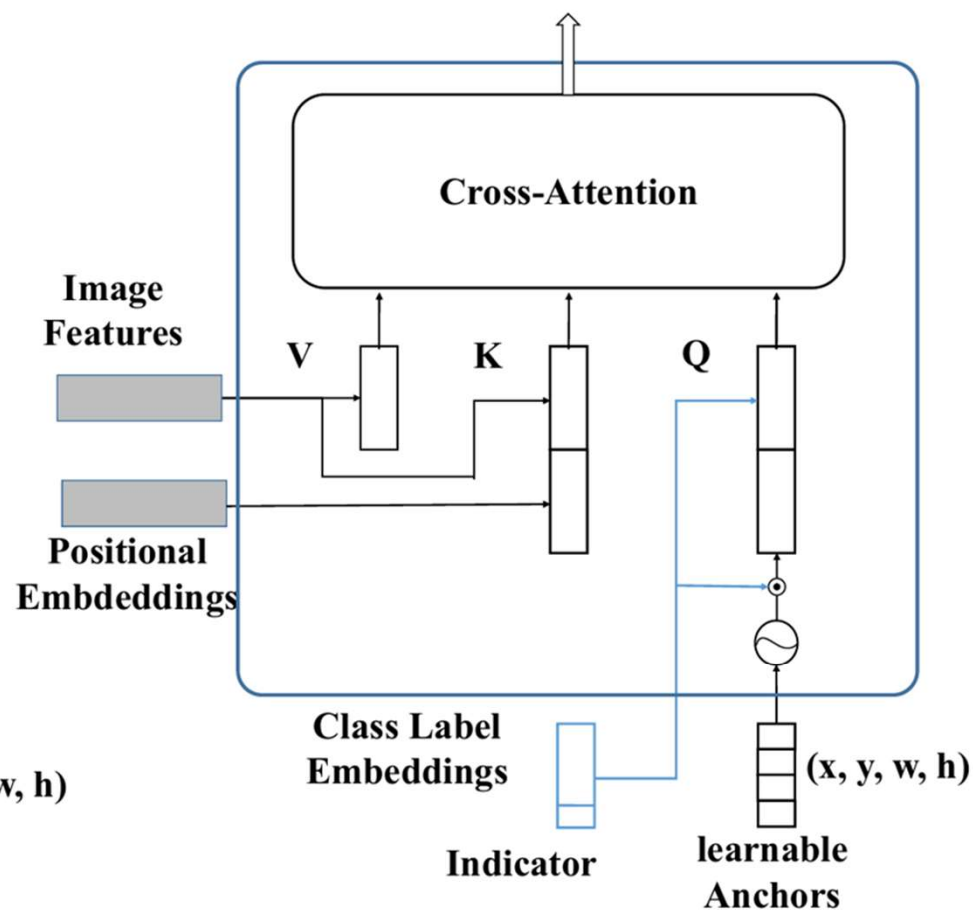 Cross-Attention
Image
Features
V
K
Q
Positional
Embdeddings
Class Label
Embeddings
w, h)
(x, y, w, h)
Indicator
learnable
Anchors